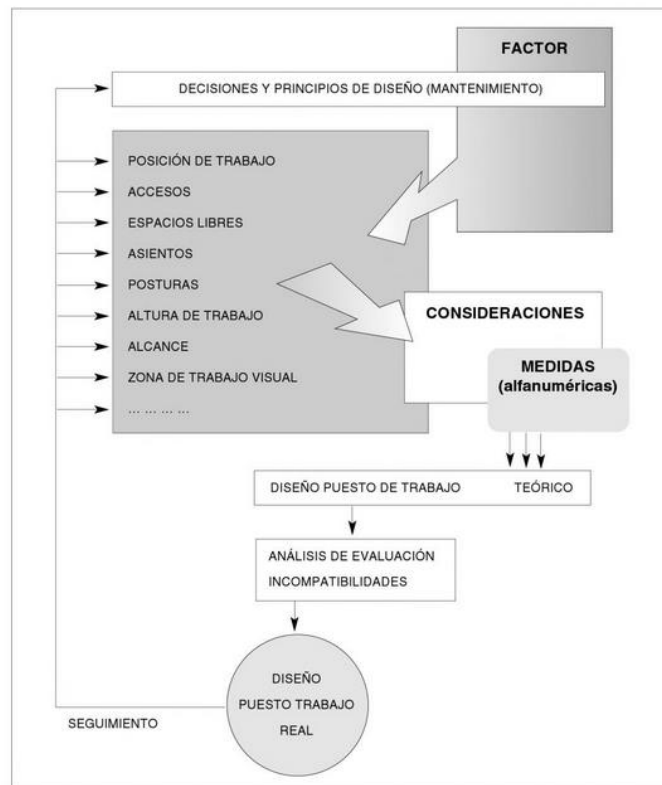 FACTOR
DECISIONES Y PRINCIPIOS DE DISEÑO (MANTENIMIENTO)
POSICIÓN DE TRABAJO
ACCESOS
ESPACIOS LIBRES
ASIENTOS
POSTURAS
ALTURA DE TRABAJO
ALCANCE
ZONA DE TRABAJO VISUAL
... ... ... ...
CONSIDERACIONES
MEDIDAS
(alfanuméricas)
DISEÑO PUESTO DE TRABAJO TEÓRICO
ANÁLISIS DE EVALUACIÓN
INCOMPATIBILIDADES
DISEÑO
PUESTO TRABAJO
REAL
SEGUIMIENTO